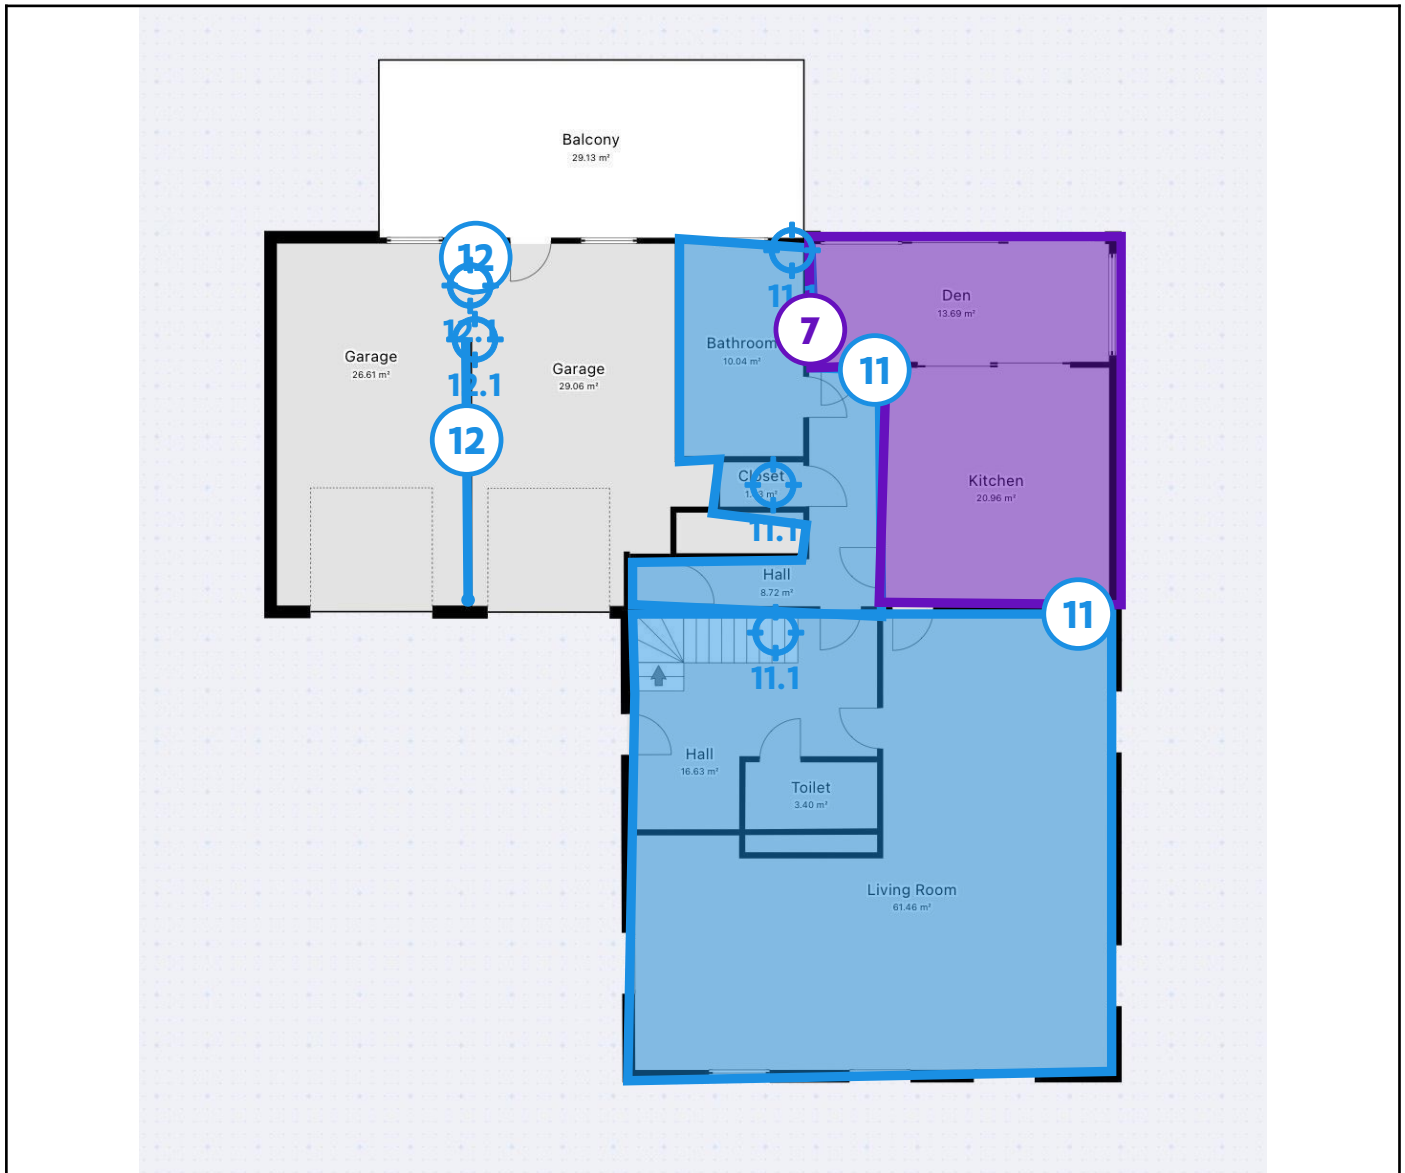 Balcony
29.13 m²
12
12.1
12.1
11.1
Den
13.69 m²
7
Bathroom
10.04 m²
Garage
26.61 m²
Garage
29.06 m²
11
12
Closet
11.1
Kitchen
20.96 m²
Hall
8.72 m²
11
11.1
Hall
16.63 m²
Toilet
3.40 m²
Living Room
61.46 m²